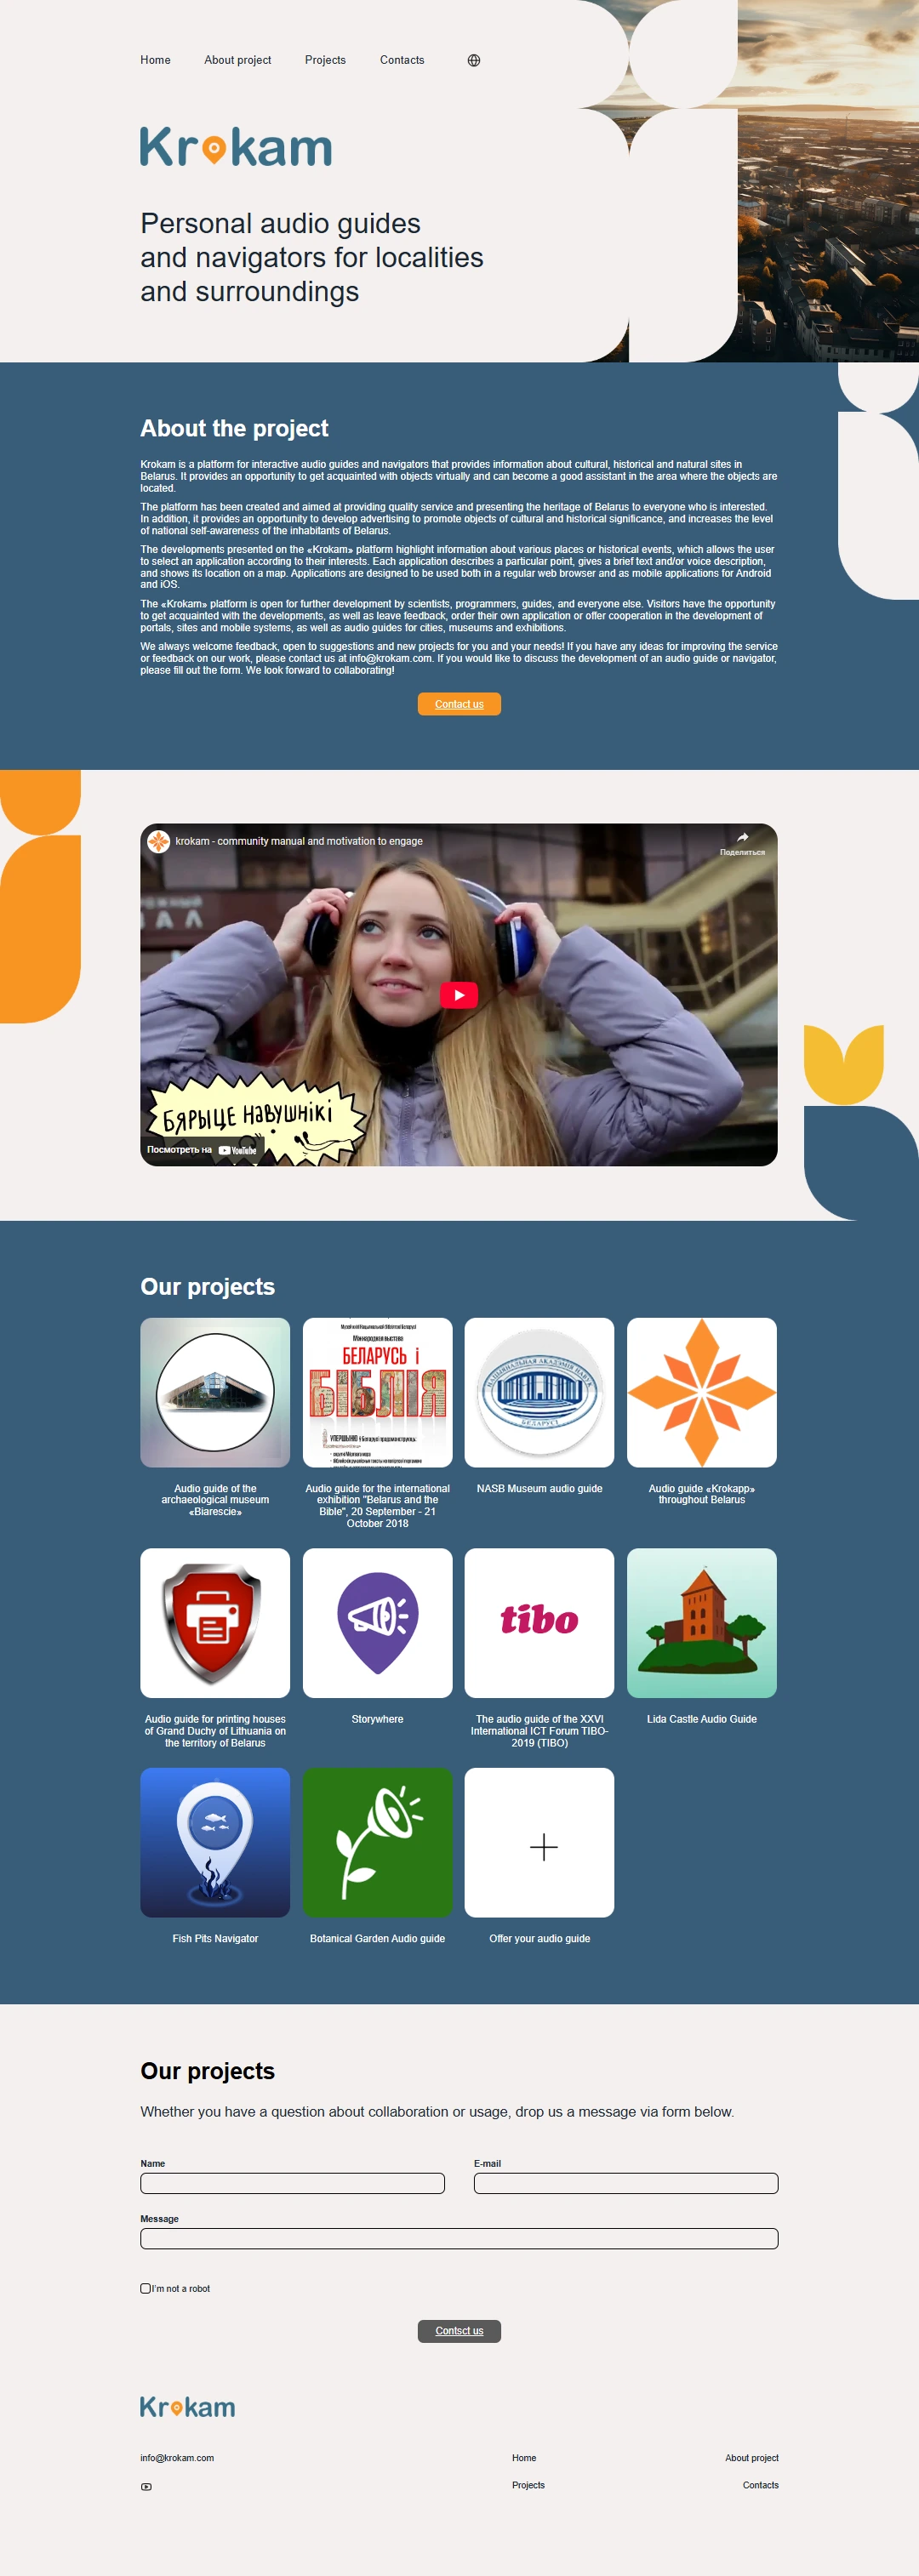 Home About project Projects Contacts
Krokam
Personal audio guides
and navigators for localities
and surroundings
About the project
Krokam is a platform for interactive audio guides and navigators that provides information about cultural, historical and natural sites in
Belarus. It provides an opportunity to get acquainted with objects virtually and can become a good assistant in the area where the objects are
located.
The platform has been created and aimed at providing quality service and presenting the heritage of Belarus to everyone who is interested.
In addition, it provides an opportunity to develop advertising to promote objects of cultural and historical significance, and increases the level
of national self-awareness of the inhabitants of Belarus.
The developments presented on the «Krokam» platform highlight information about various places or historical events, which allows the user
to select an application according to their interests. Each application describes a particular point, gives a brief text and/or voice description,
and shows its location on a map. Applications are designed to be used both in a regular web browser and as mobile applications for Android
and iOS.
The «Krokam» platform is open for further development by scientists, programmers, guides, and everyone else. Visitors have the opportunity
to get acquainted with the developments, as well as leave feedback, order their own application or offer cooperation in the development of
portals, sites and mobile systems, as well as audio guides for cities, museums and exhibitions.
We always welcome feedback, open to suggestions and new projects for you and your needs! If you have any ideas for improving the service
or feedback on our work, please contact us at info@krokam.com. If you would like to discuss the development of an audio guide or navigator,
please fill out the form. We look forward to collaborating!
Contact us
krokam - community manual and motivation to engage
Поделиться
БЯРЫЦЕ НАВУШНІКІ
Посмотреть на YouTube
Our projects
Міжнародная выстава
БЕЛАРУСЬ і
БІБЛІЯ
УПЕРШЫНЮ
НАЦЫЯНАЛЬНАЯ АКАДЭМІЯ НАВУК
БЕЛАРУСІ
Audio guide of the
archaeological museum
«Biarescie»
Audio guide for the international
exhibition "Belarus and the
Bible", 20 September - 21
October 2018
NASB Museum audio guide
Audio guide «Krokapp»
throughout Belarus
tibo
Audio guide for printing houses
of Grand Duchy of Lithuania on
the territory of Belarus
Storywhere
The audio guide of the XXVI
International ICT Forum TIBO-
2019 (TIBO)
Lida Castle Audio Guide
Fish Pits Navigator
Botanical Garden Audio guide
Offer your audio guide
Our projects
Whether you have a question about collaboration or usage, drop us a message via form below.
Name
E-mail
Message
I'm not a robot
Contsct us
Krokam
info@krokam.com
Home
About project
Projects
Contacts